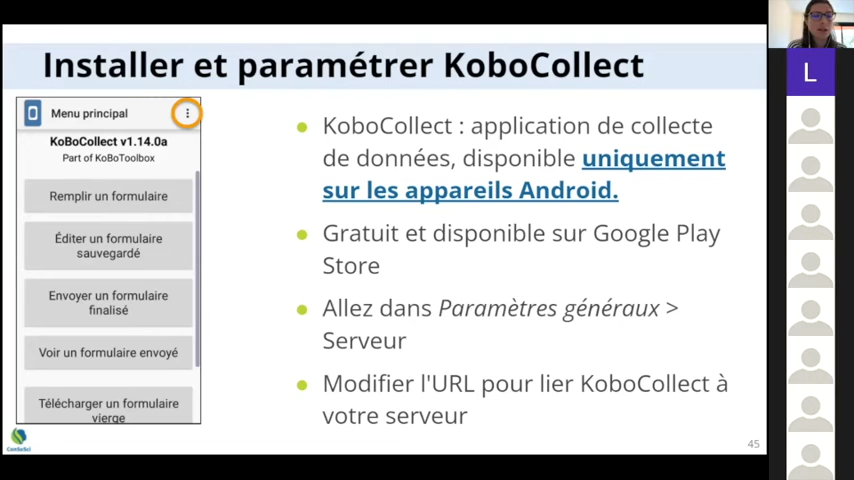 Installer et paramétrer KoboCollect
Menu principal
KoBoCollect v1.14.0a
Part of KoBoToolbox
Remplir un formulaire
Éditer un formulaire
sauvegardé
Envoyer un formulaire
finalisé
Voir un formulaire envoyé
Télécharger un formulaire
vierge
KoboCollect : application de collecte
de données, disponible uniquement
sur les appareils Android.
Gratuit et disponible sur Google Play
Store
Allez dans Paramètres généraux >
Serveur
Modifier l'URL pour lier KoboCollect à
votre serveur
CartONG
45
L